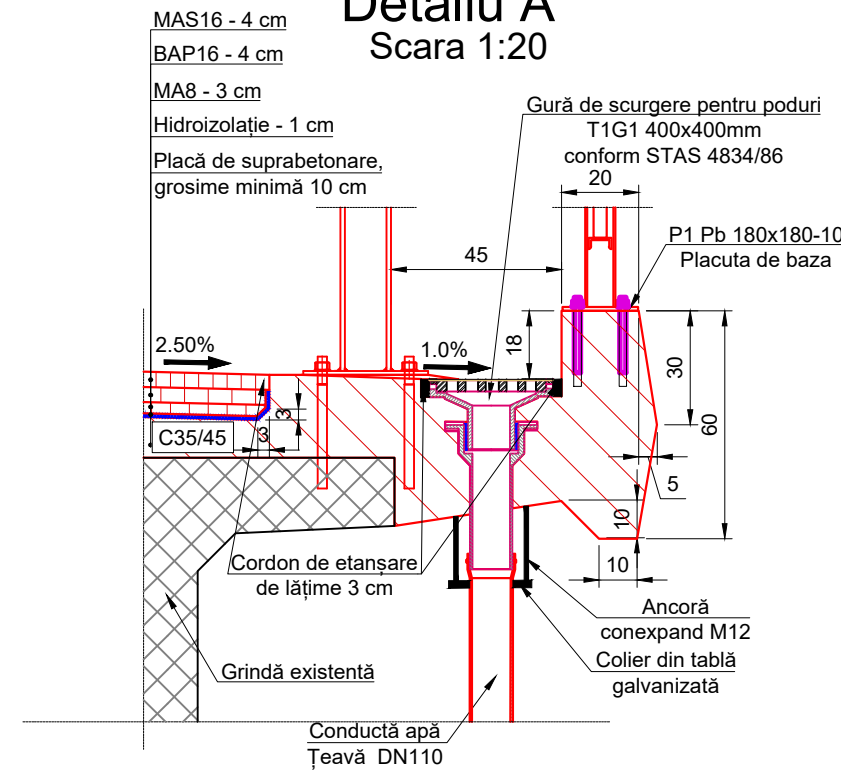 Detaliu A
Scara 1:20
MAS16 - 4 cm
BAP16 - 4 cm
MA8 - 3 cm
Hidroizolație - 1 cm
Placă de suprabetonare,
grosime minimă 10 cm
Gură de scurgere pentru poduri
T1G1 400x400mm
conform STAS 4834/86
20
P1 Pb 180x180-10
Placuta de baza
45
2.50%
1.0%
18
30
60
3
3
C35/45
5
10
10
Cordon de etanșare
de lățime 3 cm
Ancoră
conexpand M12
Colier din tablă
galvanizată
Grindă existentă
Conductă apă
Țeavă DN110